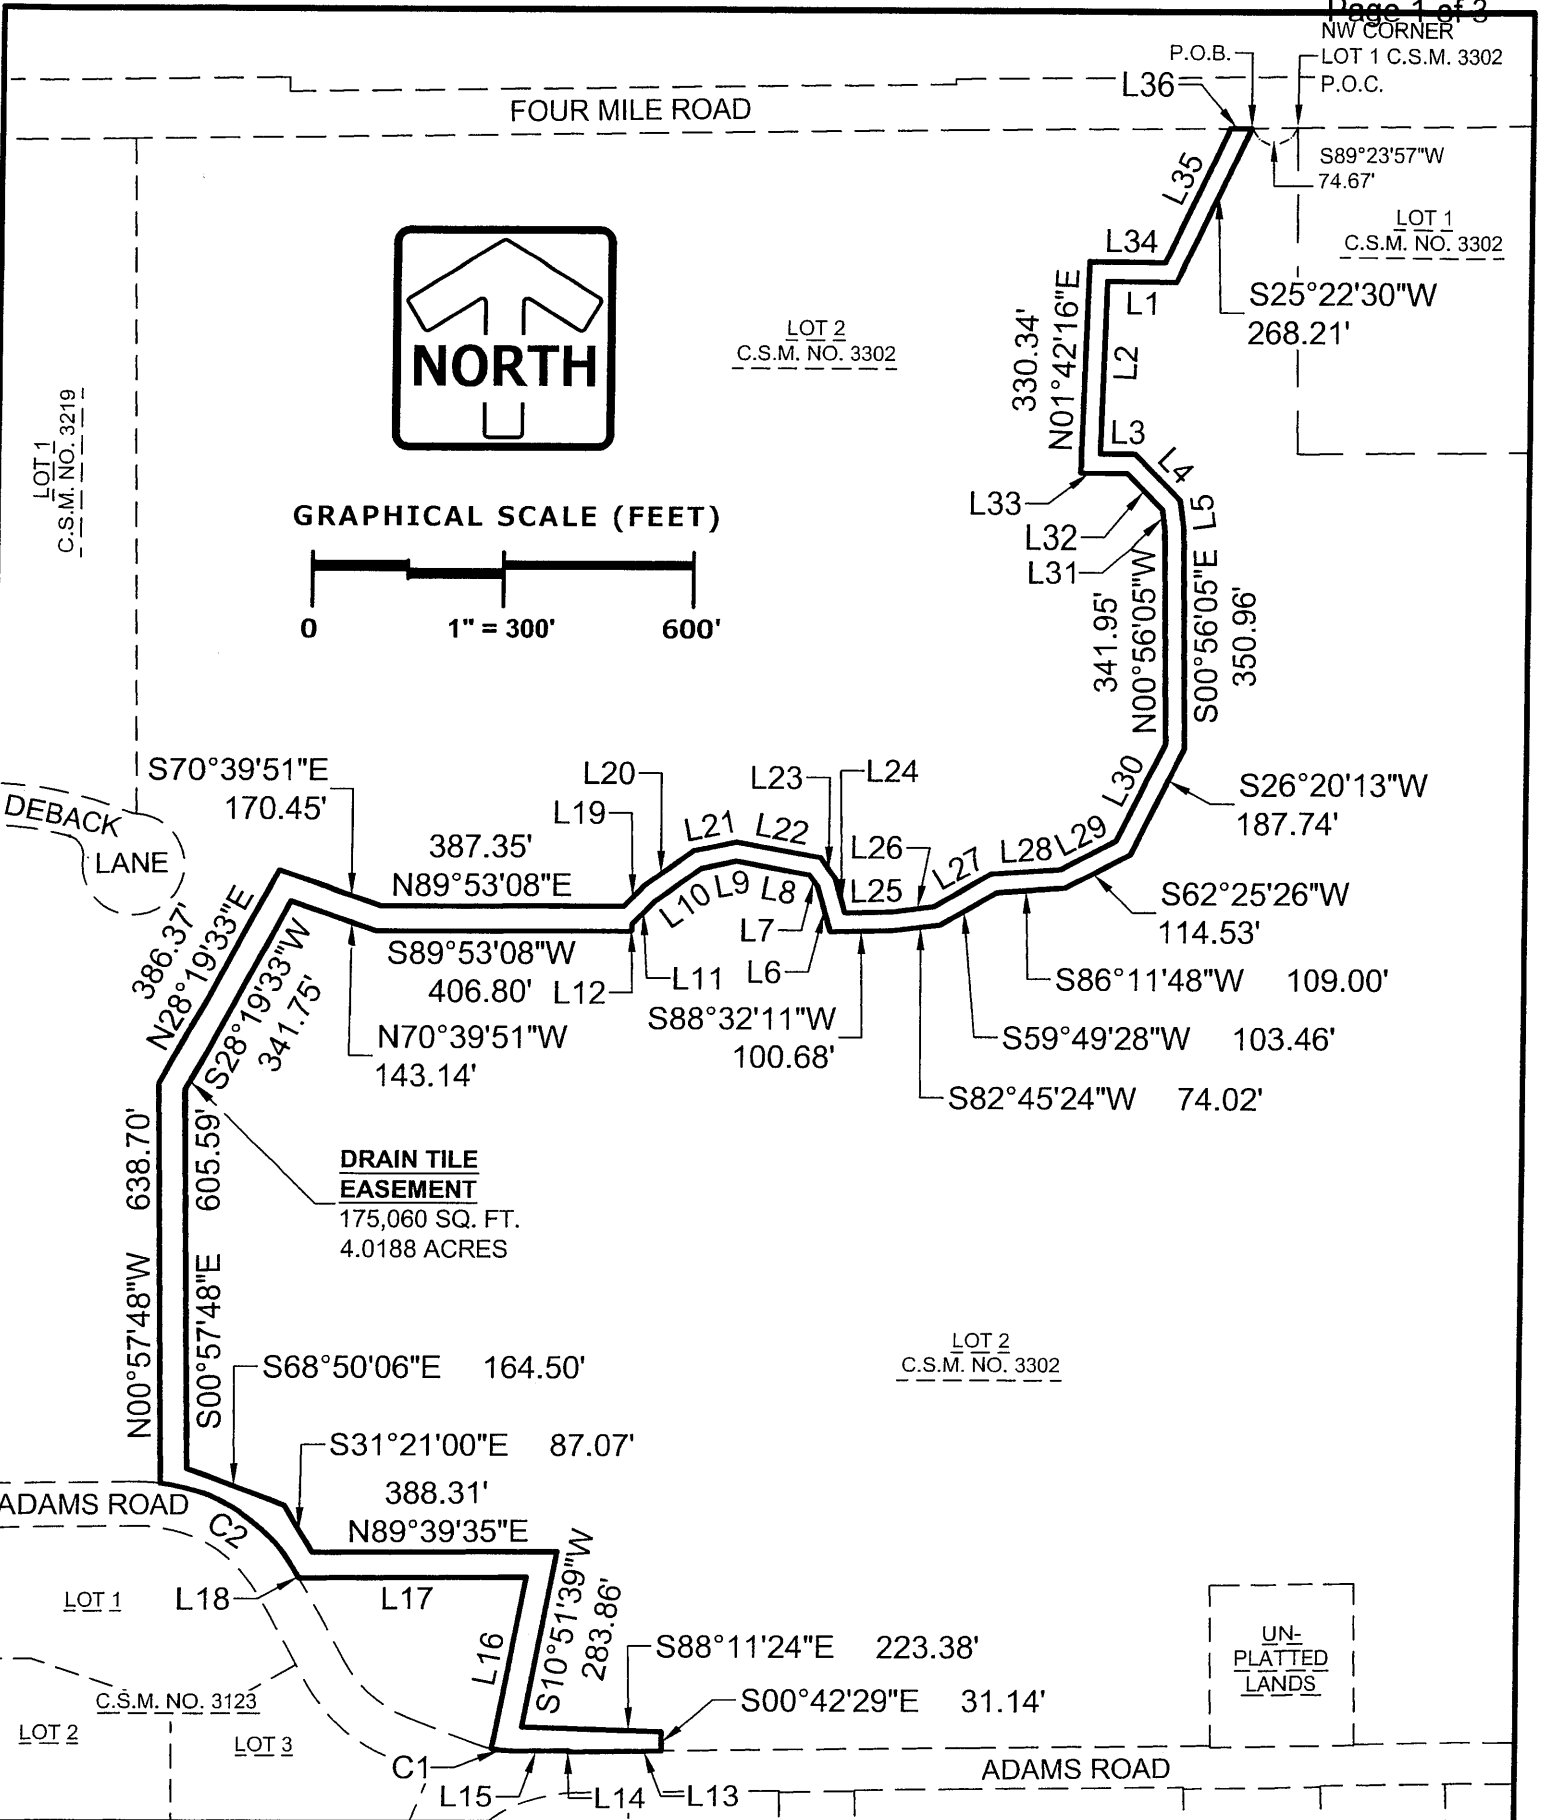 Page 1 of 3
NW CORNER
LOT 1 C.S.M. 3302
P.O.C.
P.O.B.
L36
FOUR MILE ROAD
S89°23'57"W
74.67'
L35
LOT 1
C.S.M. NO. 3302
L34
L1
S25°22'30"W
268.21'
330.34'
N01°42'16"E
L2
LOT 2
C.S.M. NO. 3302
NORTH
LOT 1
C.S.M. NO. 3219
L3
L4
L5
L33
L32
L31
GRAPHICAL SCALE (FEET)
0
1" = 300'
600'
341.95'
N00°56'05"W
S00°56'05"E
350.96'
S70°39'51"E
170.45'
L20
L19
L23
L24
DEBACK
LANE
387.35'
N89°53'08"E
L21
L22
L26
L27
L28
L29
L30
S26°20'13"W
187.74'
L10
L9
L8
L25
L7
L6
L11
L12
S62°25'26"W
114.53'
S89°53'08"W
406.80'
386.37'
N28°19'33"E
S28°19'33"W
341.75'
S88°32'11"W
100.68'
S86°11'48"W 109.00'
N70°39'51"W
143.14'
S59°49'28"W 103.46'
S82°45'24"W 74.02'
DRAIN TILE
EASEMENT
175,060 SQ. FT.
4.0188 ACRES
N00°57'48"W 638.70'
S00°57'48"E 605.59'
S68°50'06"E 164.50'
LOT 2
C.S.M. NO. 3302
S31°21'00"E 87.07'
388.31'
N89°39'35"E
ADAMS ROAD
C2
L18
L17
LOT 1
L16
S10°51'39"W
283.86'
S88°11'24"E 223.38'
S00°42'29"E 31.14'
UN-
PLATTED
LANDS
C.S.M. NO. 3123
LOT 2
LOT 3
C1
L15
L14
L13
ADAMS ROAD